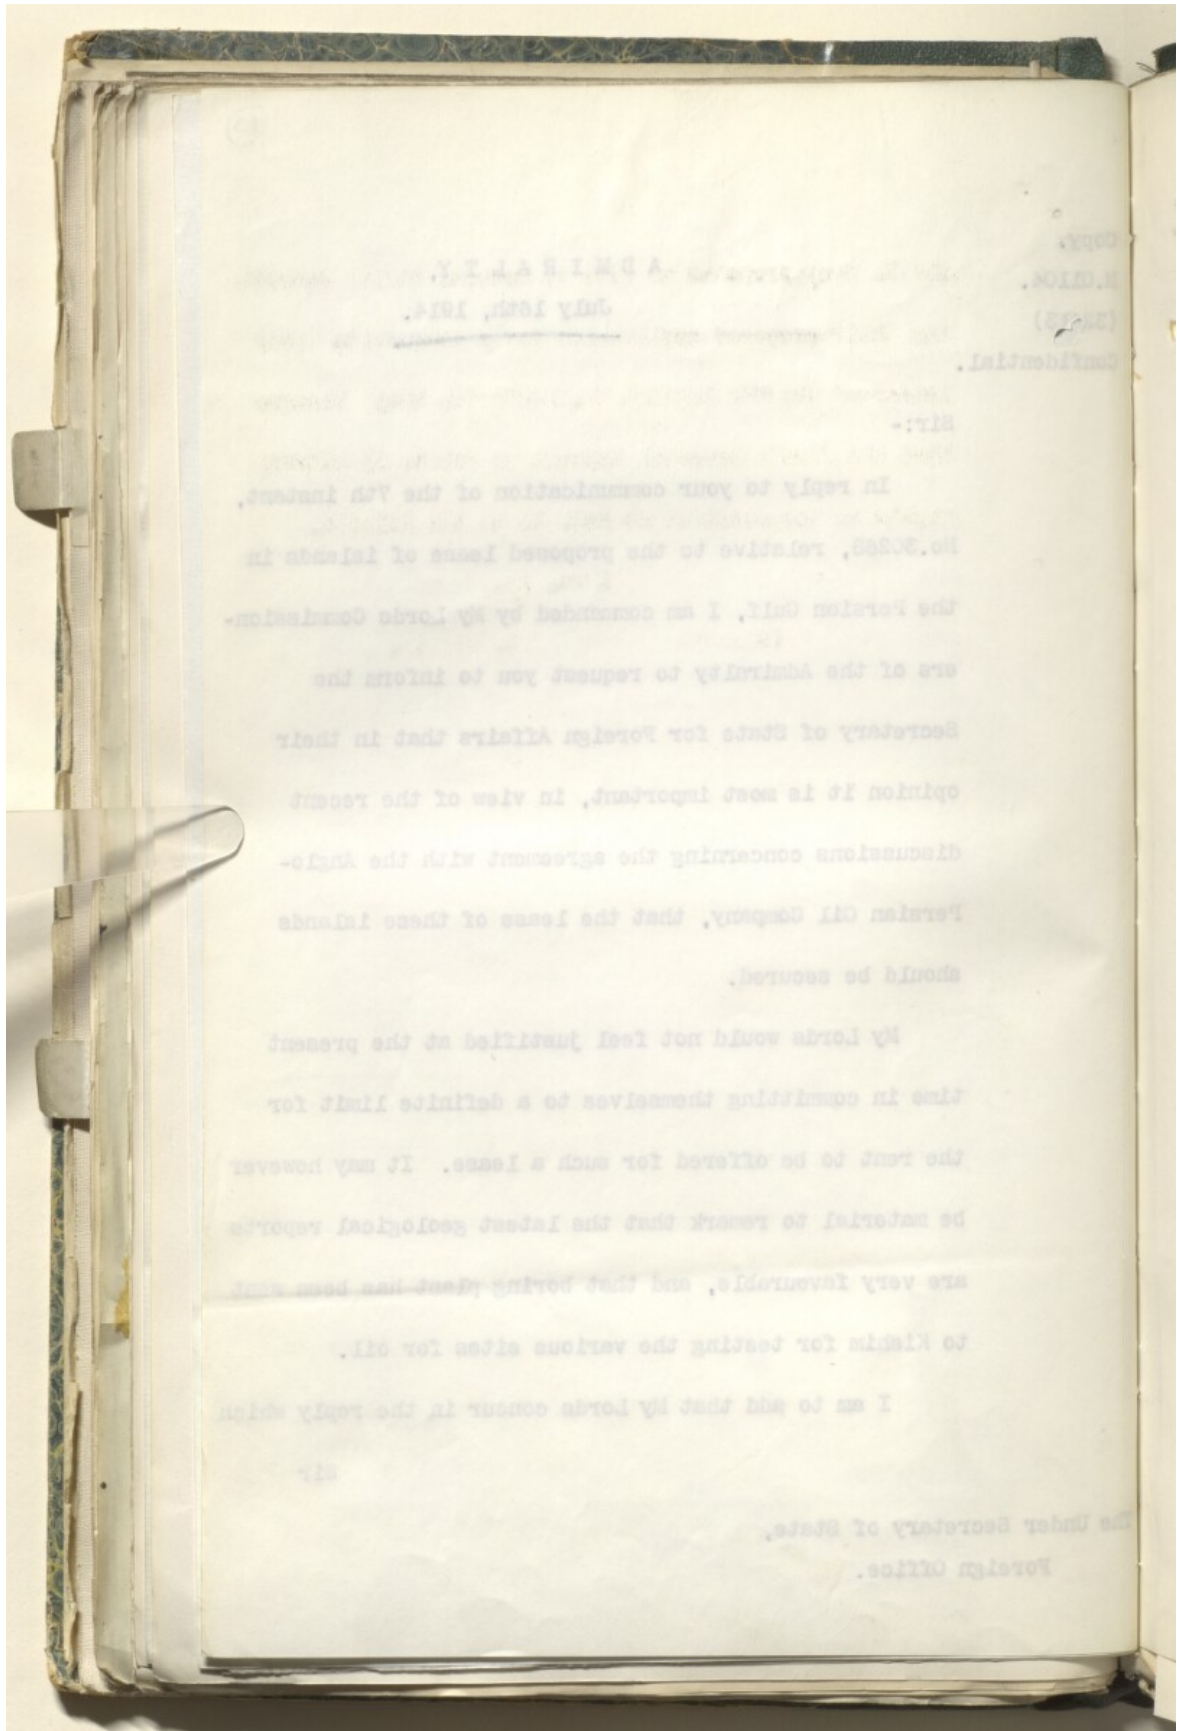 Copy.
M.01104.
Confidential.
ADMIRALTY,
July 16th, 1914.
Sir:-
In reply to your communication of the 7th instant,
No.30268, relative to the proposed lease of islands in
the Persian Gulf, I am commanded by My Lords Commission-
ers of the Admiralty to request you to inform the
Secretary of State for Foreign Affairs that in their
opinion it is most important, in view of the recent
discussions concerning the agreement with the Anglo-
Persian Oil Company, that the lease of these islands
should be secured.
My Lords would not feel justified at the present
time in committing themselves to a definite limit for
the rent to be offered for such a lease. It may however
be material to remark that the latest geological reports
are very favourable, and that boring plant has been sent
to Kishim for testing the various sites for oil.
I am to add that My Lords concur in the reply which
Sir
The Under Secretary of State,
Foreign Office.